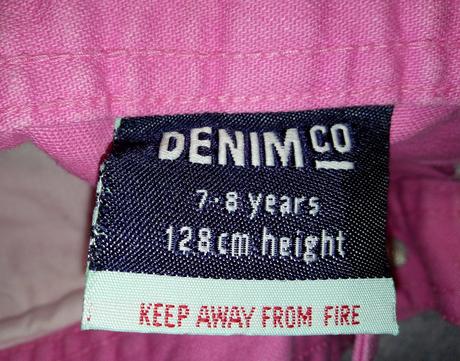 DENIM CO
7-8 years
128cm height
KEEP AWAY FROM FIRE